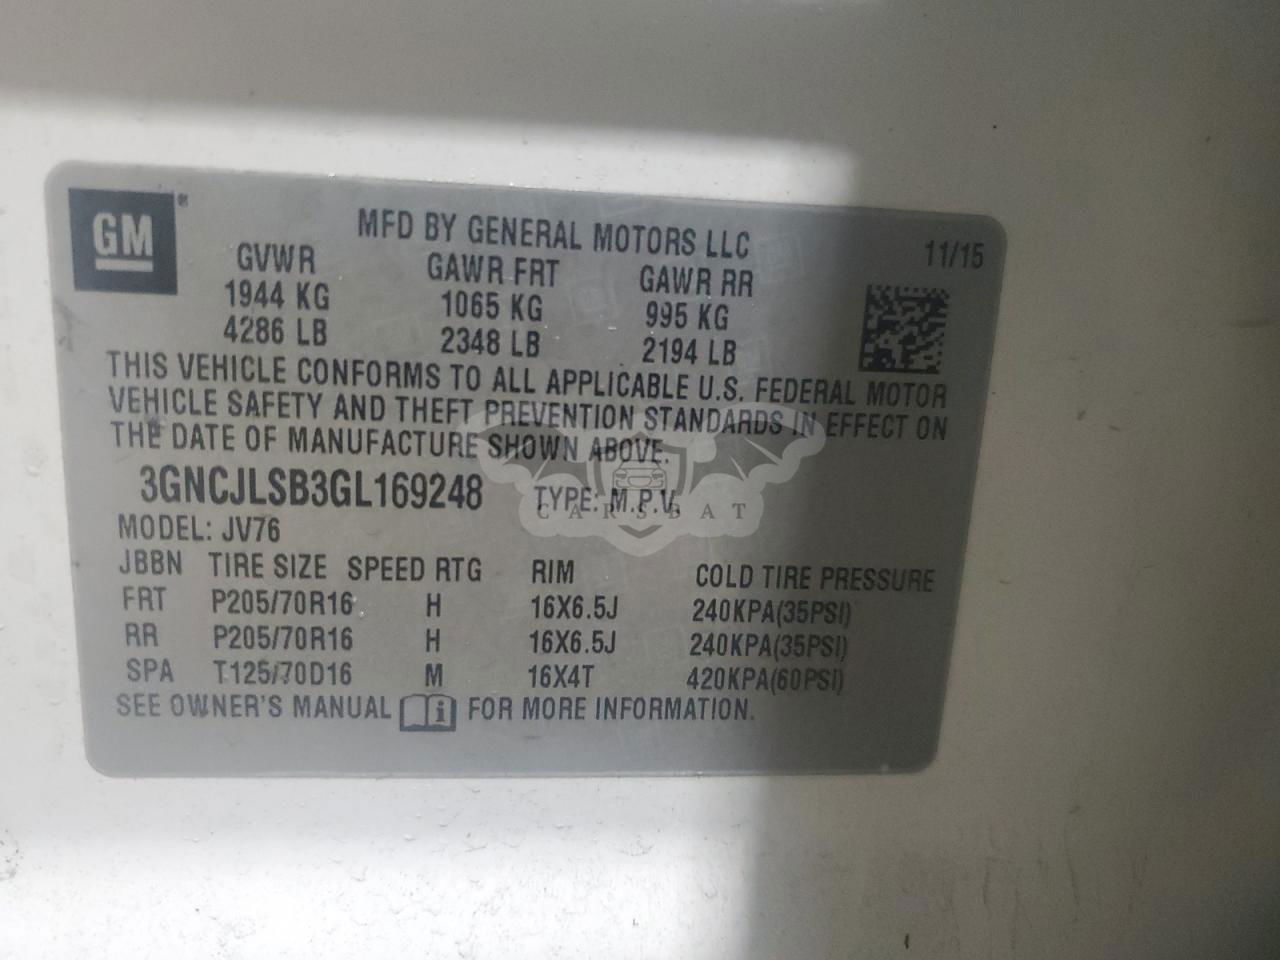 GM
MFD BY GENERAL MOTORS LLC
11/15
GVWR GAWR FRT GAWR RR
1944 KG 1065 KG 995 KG
4286 LB 2348 LB 2194 LB
THIS VEHICLE CONFORMS TO ALL APPLICABLE U.S. FEDERAL MOTOR
VEHICLE SAFETY AND THEFT PREVENTION STANDARDS IN EFFECT ON
THE DATE OF MANUFACTURE SHOWN ABOVE.
3GNCJLSB3GL169248 TYPE: M.P.V.
CARSBAT
MODEL: JV76
JBBN TIRE SIZE SPEED RTG RIM COLD TIRE PRESSURE
FRT P205/70R16 H 16X6.5J 240KPA(35PSI)
RR P205/70R16 H 16X6.5J 240KPA(35PSI)
SPA T125/70D16 M 16X4T 420KPA(60PSI)
SEE OWNER'S MANUAL i FOR MORE INFORMATION.